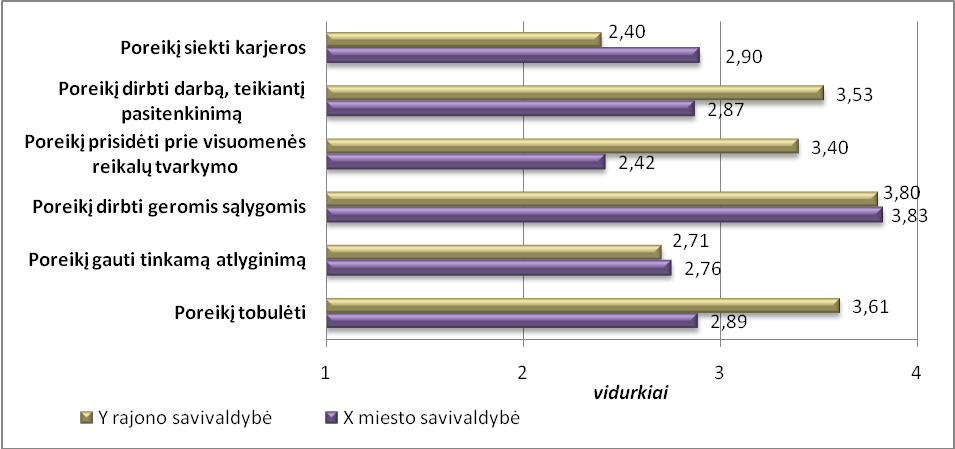 Poreikį siekti karjeros
2,40
2,90
Poreikį dirbti darbą, teikiantį
pasitenkinimą
3,53
2,87
Poreikį prisidėti prie visuomenės
reikalų tvarkymo
3,40
2,42
Poreikį dirbti geromis sąlygomis
3,80
3,83
Poreikį gauti tinkamą atlyginimą
2,71
2,76
Poreikį tobulėti
3,61
2,89
1 2 3 4
vidurkiai
Y rajono savivaldybė X miesto savivaldybė